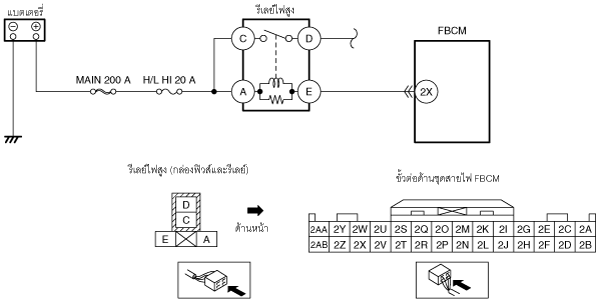 แบตเตอรี่
รีเลย์ไฟสูง
FBCM
C
D
MAIN 200 A
H/L HI 20 A
A
E
2X
รีเลย์ไฟสูง (กล่องฟิวส์และรีเลย์)
ขั้วต่อด้านชุดสายไฟ FBCM
D
C
E
A
ด้านหน้า
2AA 2Y 2W 2U 2S 2Q 2O 2M 2K 2I 2G 2E 2C 2A
2AB 2Z 2X 2V 2T 2R 2P 2N 2L 2J 2H 2F 2D 2B